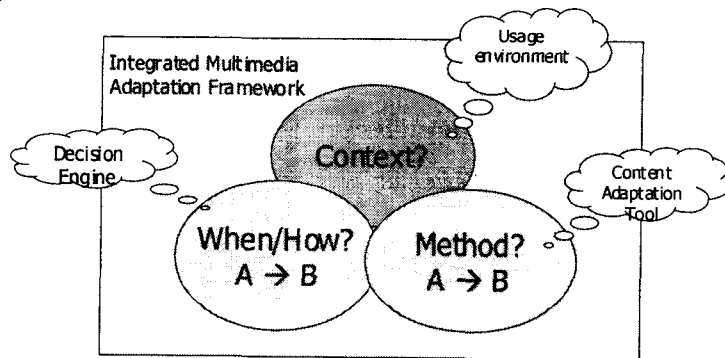 Usage
environment
Integrated Multimedia
Adaptation Framework
Context?
Decision
Engine
Content
Adaptation
Tool
When/How?
A → B
Method?
A → B